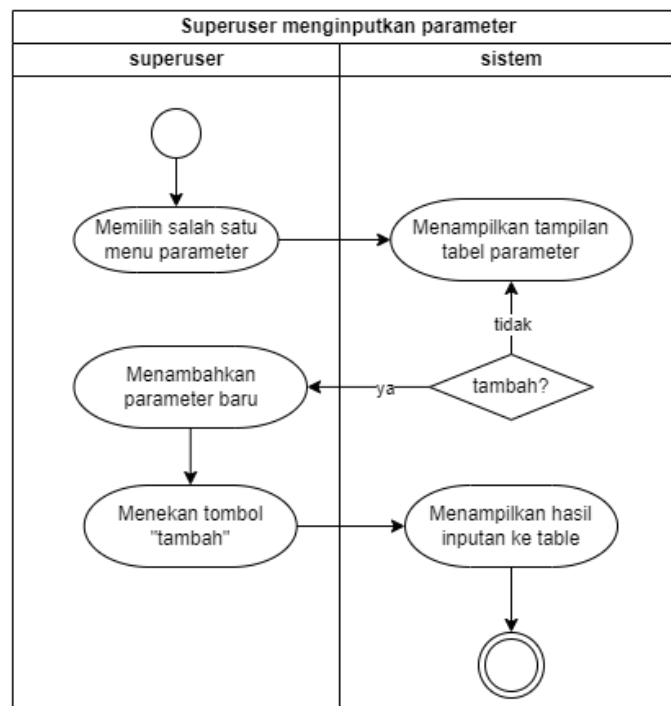 Superuser menginputkan parameter
superuser
sistem
Memilih salah satu
menu parameter
Menampilkan tampilan
tabel parameter
tidak
tambah?
ya
Menambahkan
parameter baru
Menekan tombol
"tambah"
Menampilkan hasil
inputan ke table